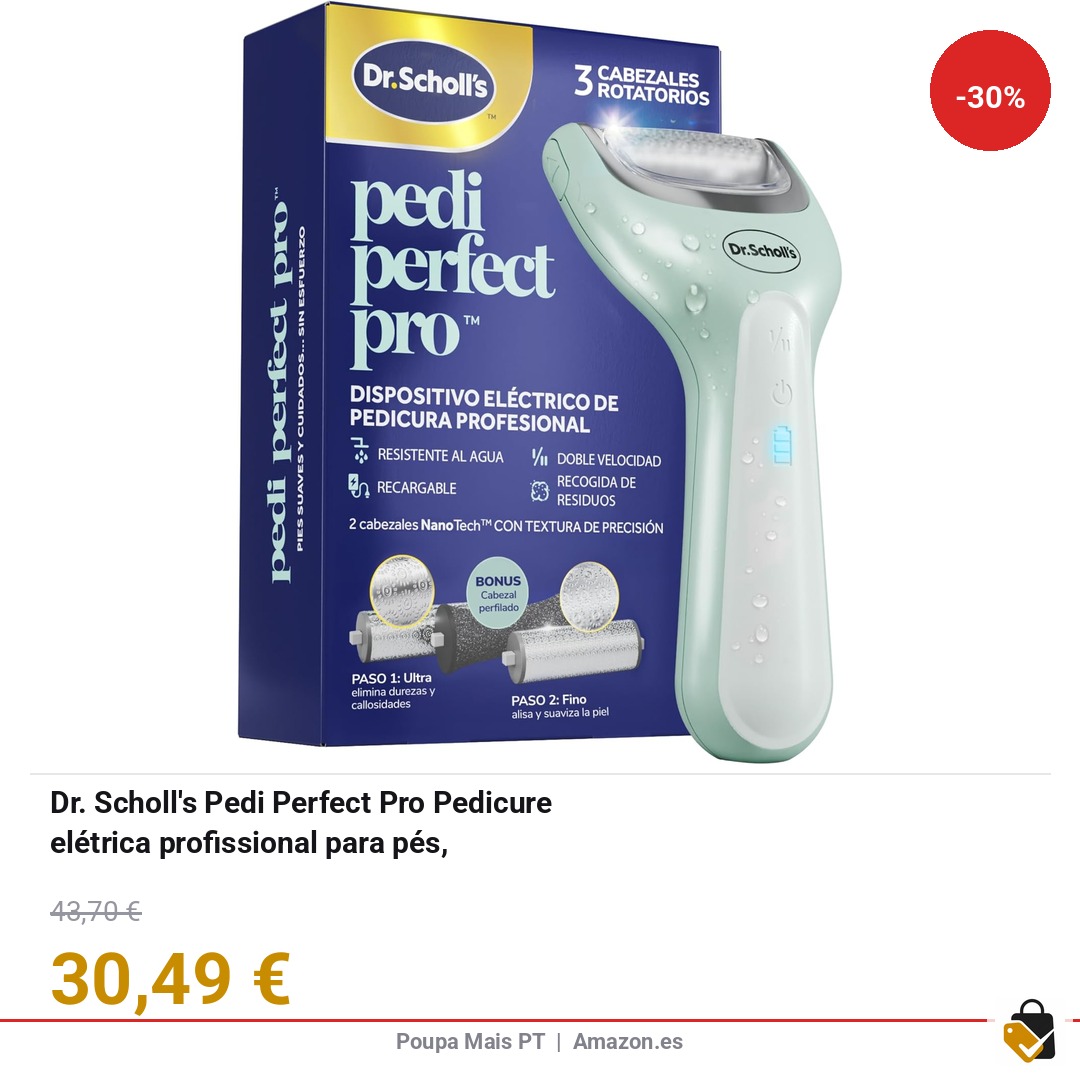 Dr.Scholl's™
3 CABEZALES
ROTATORIOS
-30%
pedi
perfect
pro™
pedi perfect pro™
PIES SUAVES Y CUIDADOS... SIN ESFUERZO
Dr.Scholl's
DISPOSITIVO ELÉCTRICO DE
PEDICURA PROFESIONAL
RESISTENTE AL AGUA
DOBLE VELOCIDAD
RECARGABLE
RECOGIDA DE
RESIDUOS
2 cabezales NanoTech™ CON TEXTURA DE PRECISIÓN
BONUS
Cabezal
perfilado
PASO 1: Ultra
elimina durezas y
callosidades
PASO 2: Fino
alisa y suaviza la piel
Dr. Scholl's Pedi Perfect Pro Pedicure
elétrica profissional para pés,
43,70 €
30,49 €
Poupa Mais PT | Amazon.es